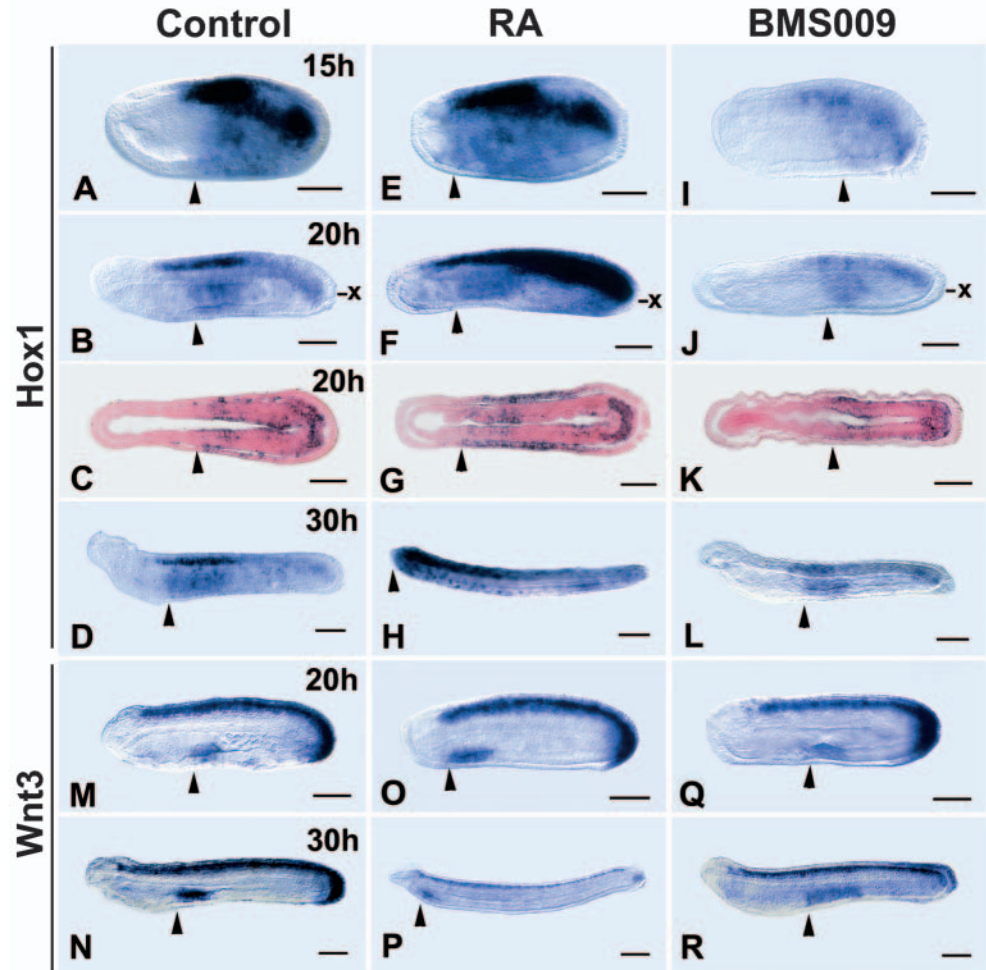 Control RA BMS009
Hox1
15h
A E I
20h
B -x F -x J -x
20h
C G K
30h
D H L
Wnt3
20h
M O Q
30h
N P R